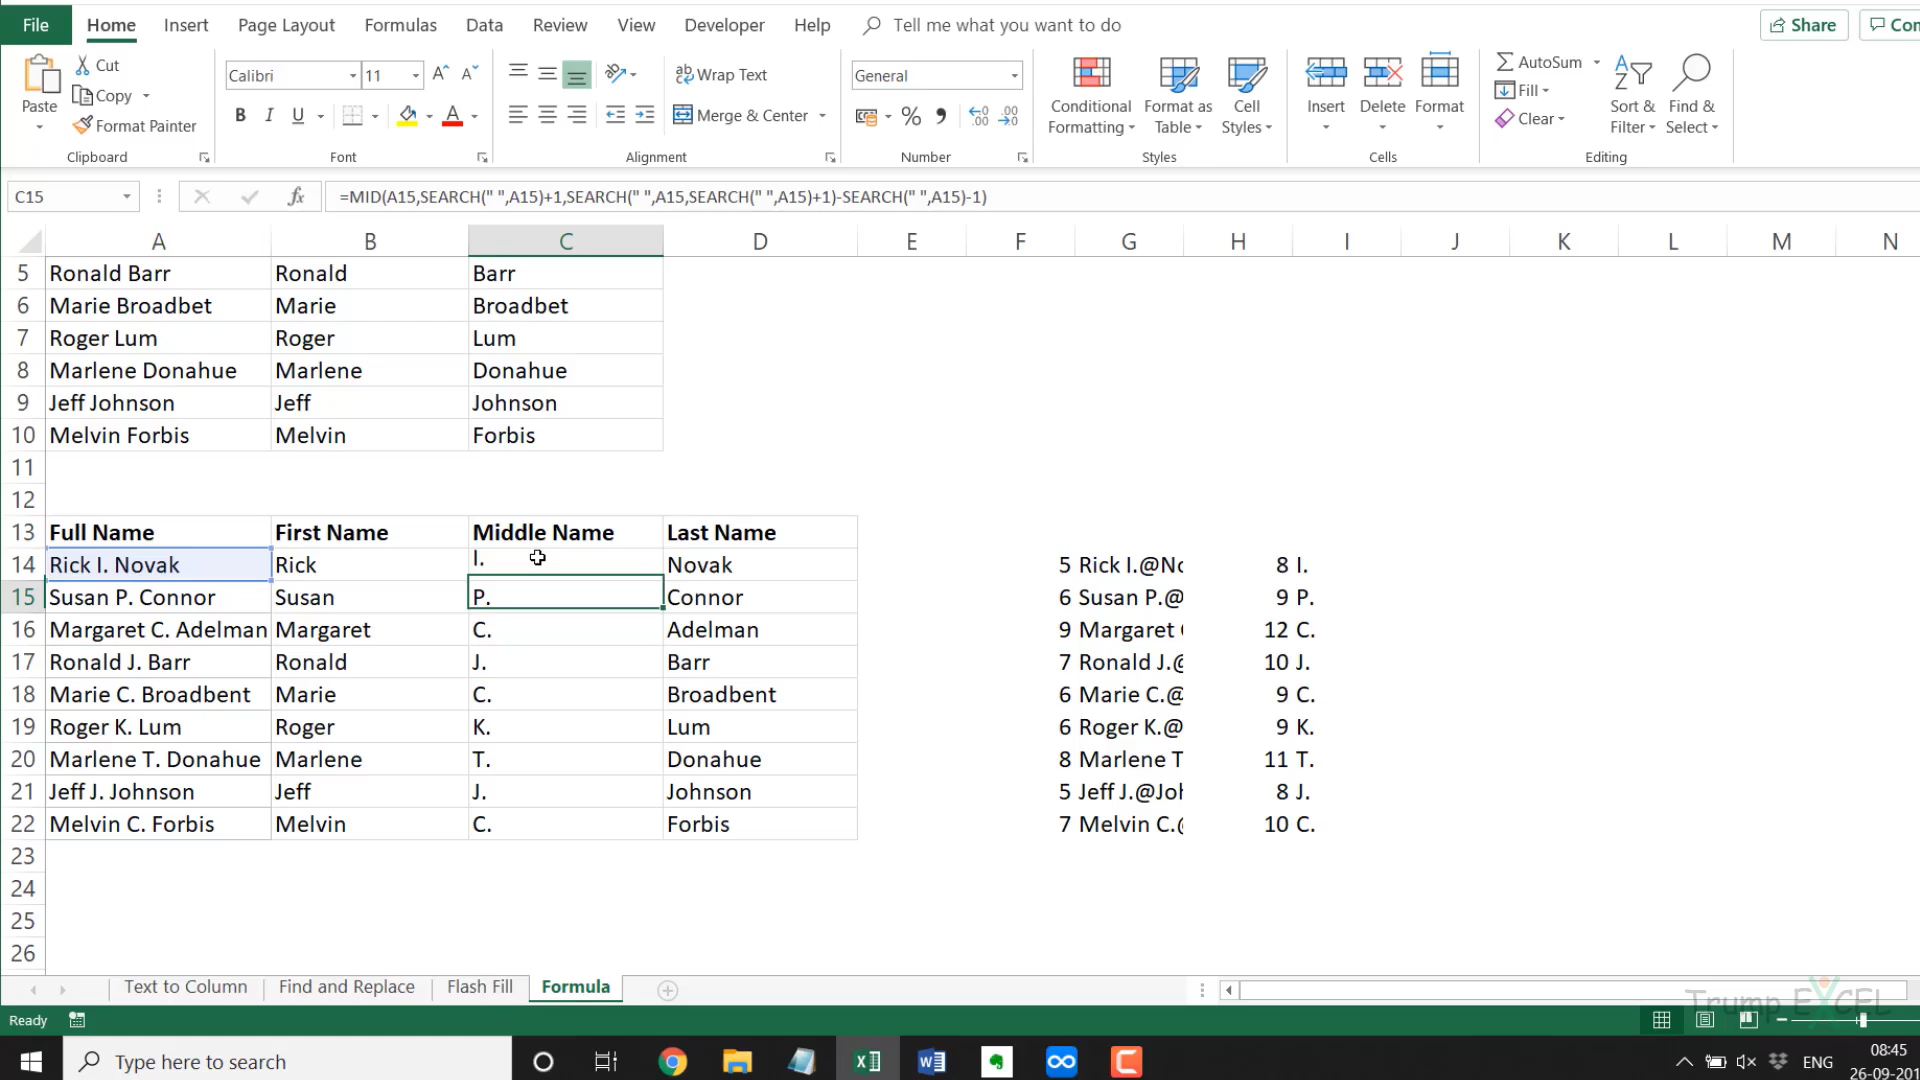 File Home Insert Page Layout Formulas Data Review View Developer Help Tell me what you want to do Share
Paste Cut Copy Format Painter Clipboard
Calibri 11 B I U Font
Wrap Text Merge & Center Alignment
General % Number
Conditional Formatting Format as Table Cell Styles Styles
Insert Delete Format Cells
AutoSum Fill Clear Sort & Filter Find & Select Editing
C15 fx =MID(A15,SEARCH(" ",A15)+1,SEARCH(" ",A15,SEARCH(" ",A15)+1)-SEARCH(" ",A15)-1)
A B C D E F G H I J K L M N
5 Ronald Barr Ronald Barr
6 Marie Broadbet Marie Broadbet
7 Roger Lum Roger Lum
8 Marlene Donahue Marlene Donahue
9 Jeff Johnson Jeff Johnson
10 Melvin Forbis Melvin Forbis
11
12
13 Full Name First Name Middle Name Last Name
14 Rick I. Novak Rick I. Novak 5 Rick I.@No 8 I.
15 Susan P. Connor Susan P. Connor 6 Susan P.@ 9 P.
16 Margaret C. Adelman Margaret C. Adelman 9 Margaret 12 C.
17 Ronald J. Barr Ronald J. Barr 7 Ronald J.@ 10 J.
18 Marie C. Broadbent Marie C. Broadbent 6 Marie C.@ 9 C.
19 Roger K. Lum Roger K. Lum 6 Roger K.@ 9 K.
20 Marlene T. Donahue Marlene T. Donahue 8 Marlene T 11 T.
21 Jeff J. Johnson Jeff J. Johnson 5 Jeff J.@Joh 8 J.
22 Melvin C. Forbis Melvin C. Forbis 7 Melvin C.@ 10 C.
23
24
25
26
Text to Column Find and Replace Flash Fill Formula
Trump EXCEL
Ready
Type here to search ENG 08:45
26-09-201